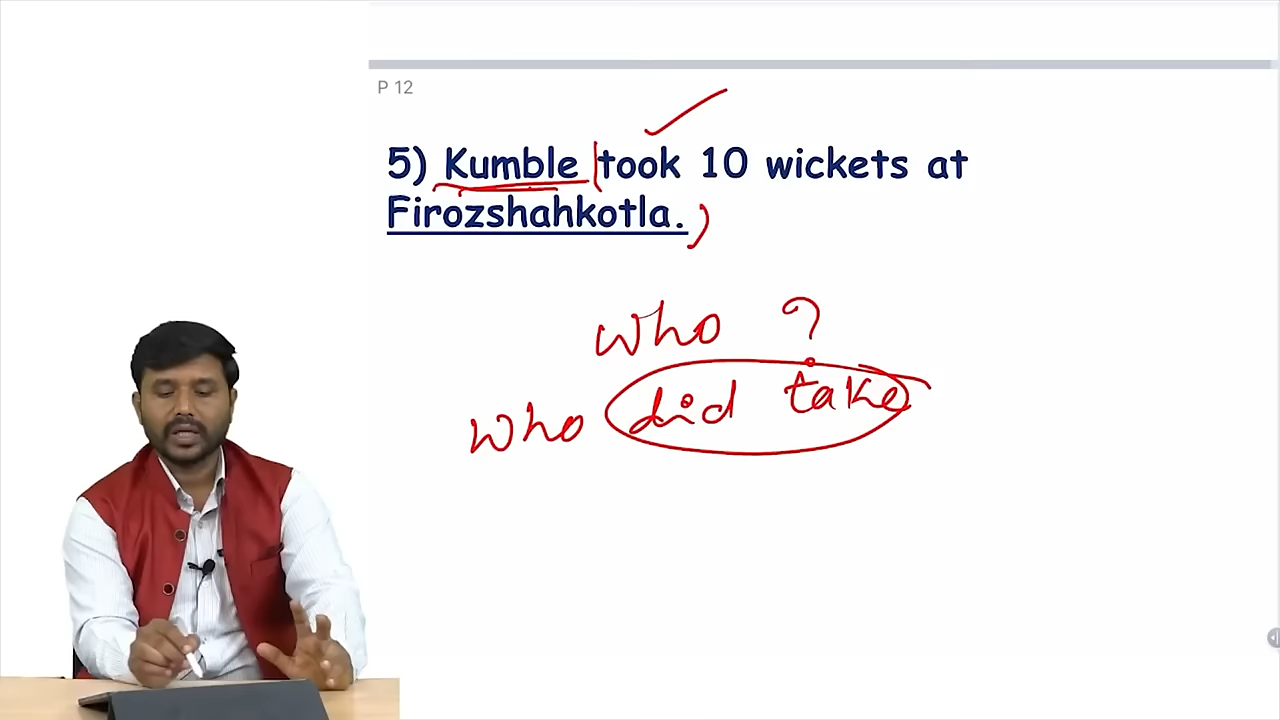 P 12
5) Kumble took 10 wickets at
Firozshahkotla.
who ?
who did take